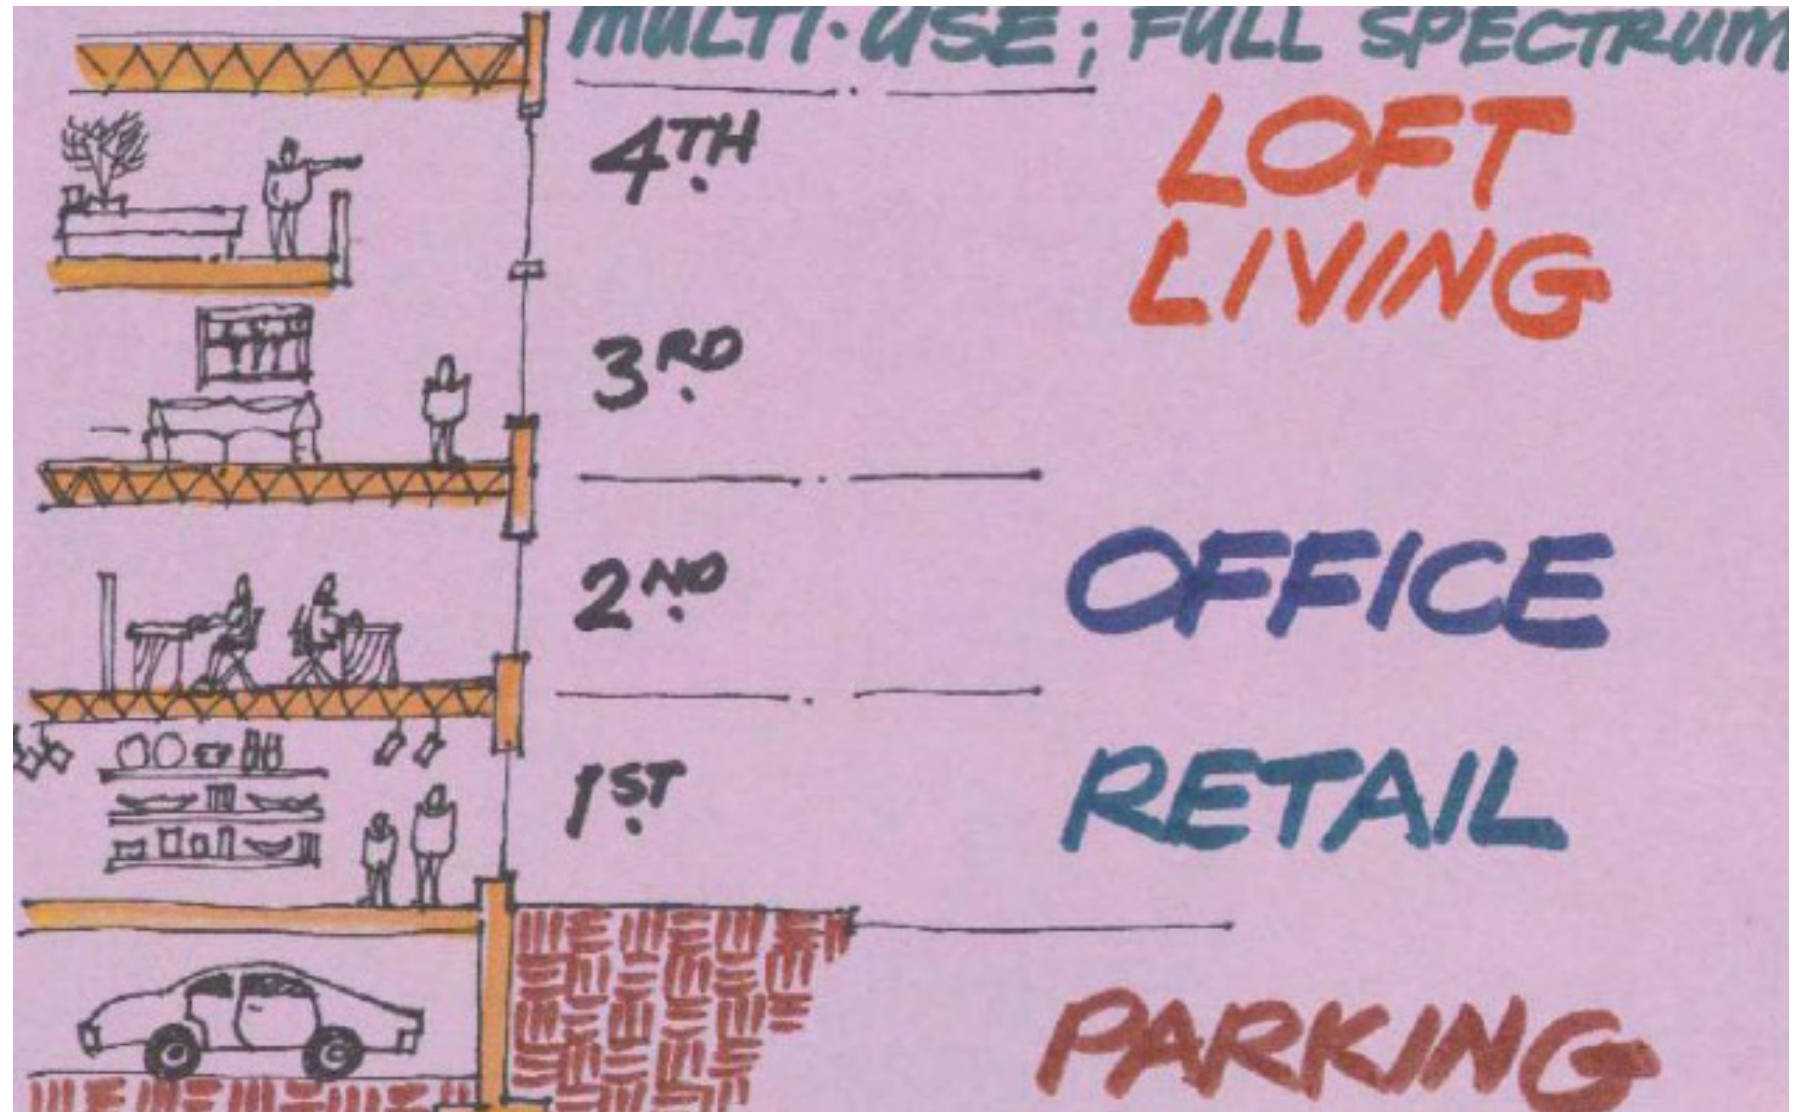 MULTI-USE; FULL SPECTRUM
4TH
LOFT
LIVING
3RD
2ND
OFFICE
1ST
RETAIL
PARKING